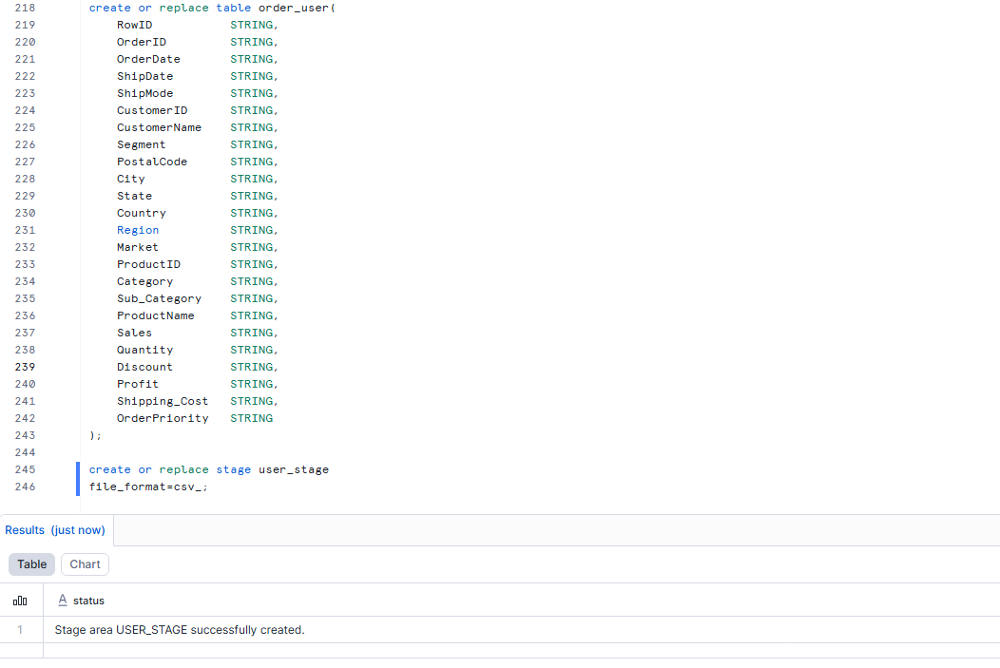 218 create or replace table order_user(
219 RowID STRING,
220 OrderID STRING,
221 OrderDate STRING,
222 ShipDate STRING,
223 ShipMode STRING,
224 CustomerID STRING,
225 CustomerName STRING,
226 Segment STRING,
227 PostalCode STRING,
228 City STRING,
229 State STRING,
230 Country STRING,
231 Region STRING,
232 Market STRING,
233 ProductID STRING,
234 Category STRING,
235 Sub_Category STRING,
236 ProductName STRING,
237 Sales STRING,
238 Quantity STRING,
239 Discount STRING,
240 Profit STRING,
241 Shipping_Cost STRING,
242 OrderPriority STRING
243 );
244
245 create or replace stage user_stage
246 file_format=csv_;
Results (just now)
Table Chart
A status
1 Stage area USER_STAGE successfully created.